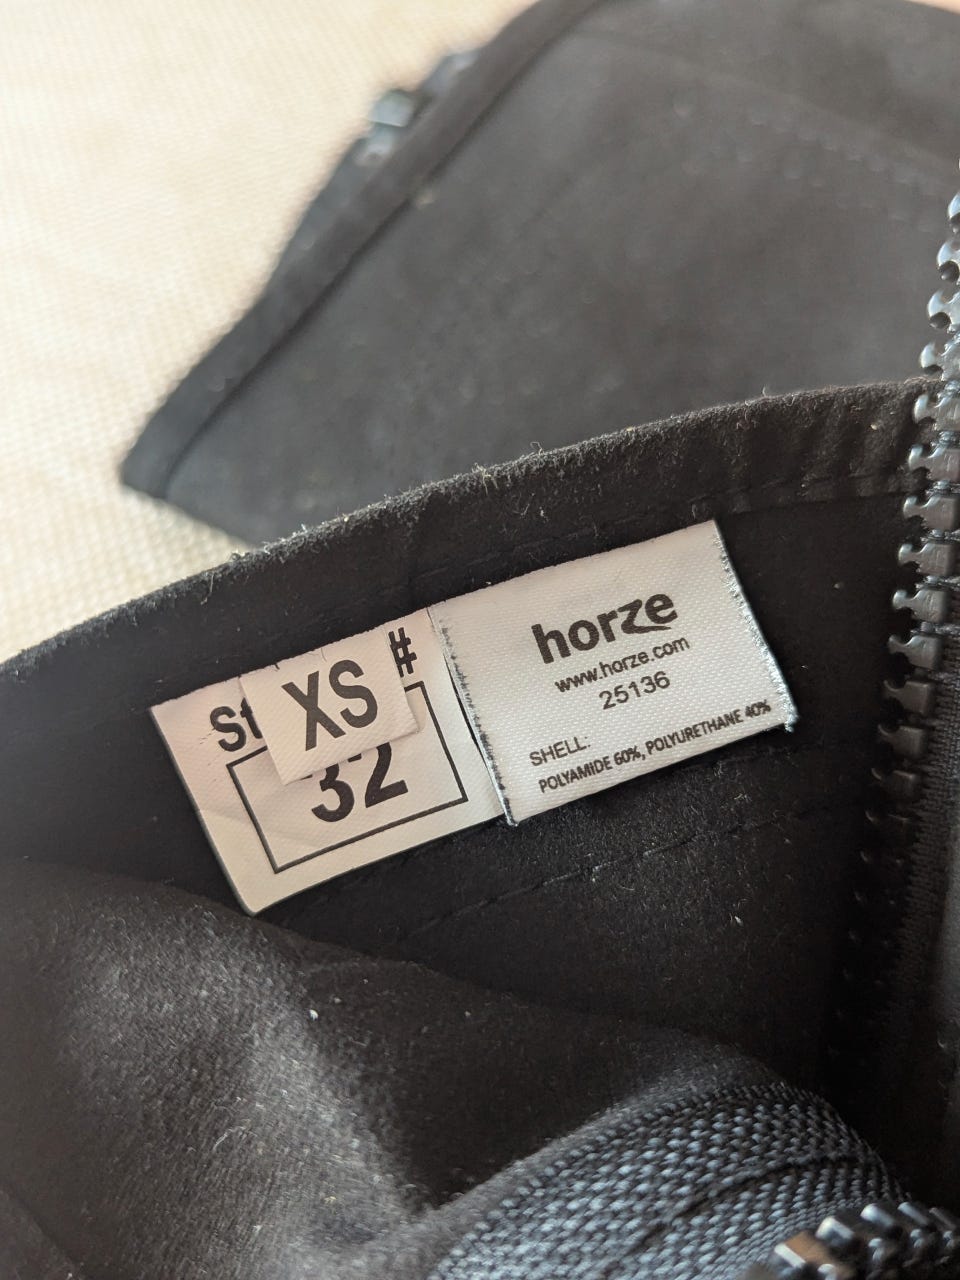 #
XS
32
horze
www.horze.com
25136
SHELL:
POLYAMIDE 60%, POLYURETHANE 40%